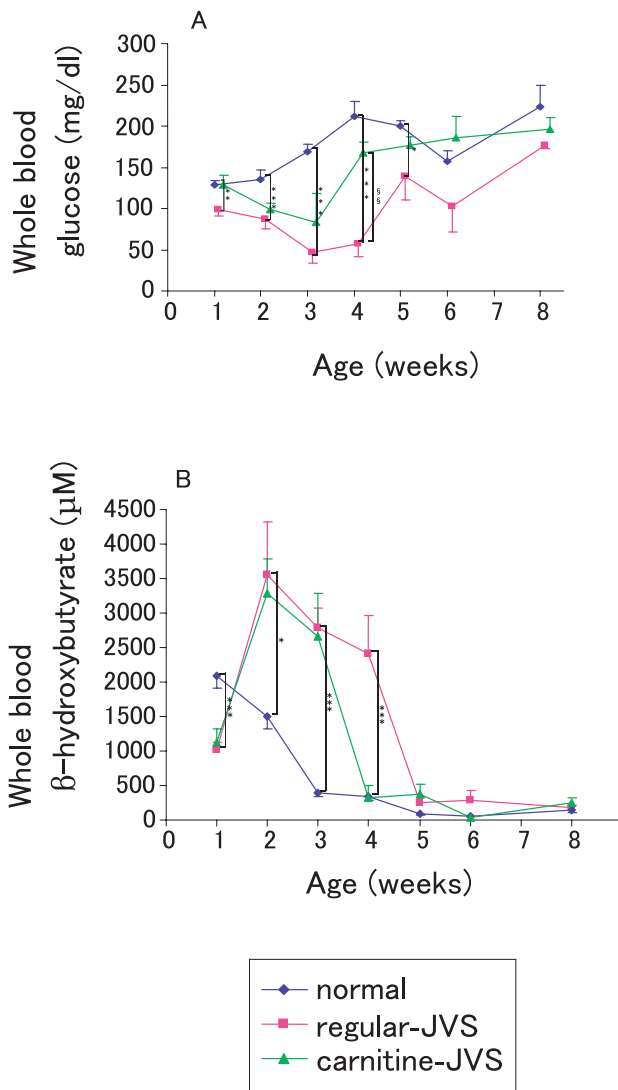 A
Whole blood
glucose (mg/dl)
300
250
200
150
100
50
0
**
***
***
****
§§
*
0 1 2 3 4 5 6 7 8
Age (weeks)
B
Whole blood
β-hydroxybutyrate (μM)
4500
4000
3500
3000
2500
2000
1500
1000
500
0
***
*
***
***
0 1 2 3 4 5 6 7 8
Age (weeks)
normal
regular-JVS
carnitine-JVS